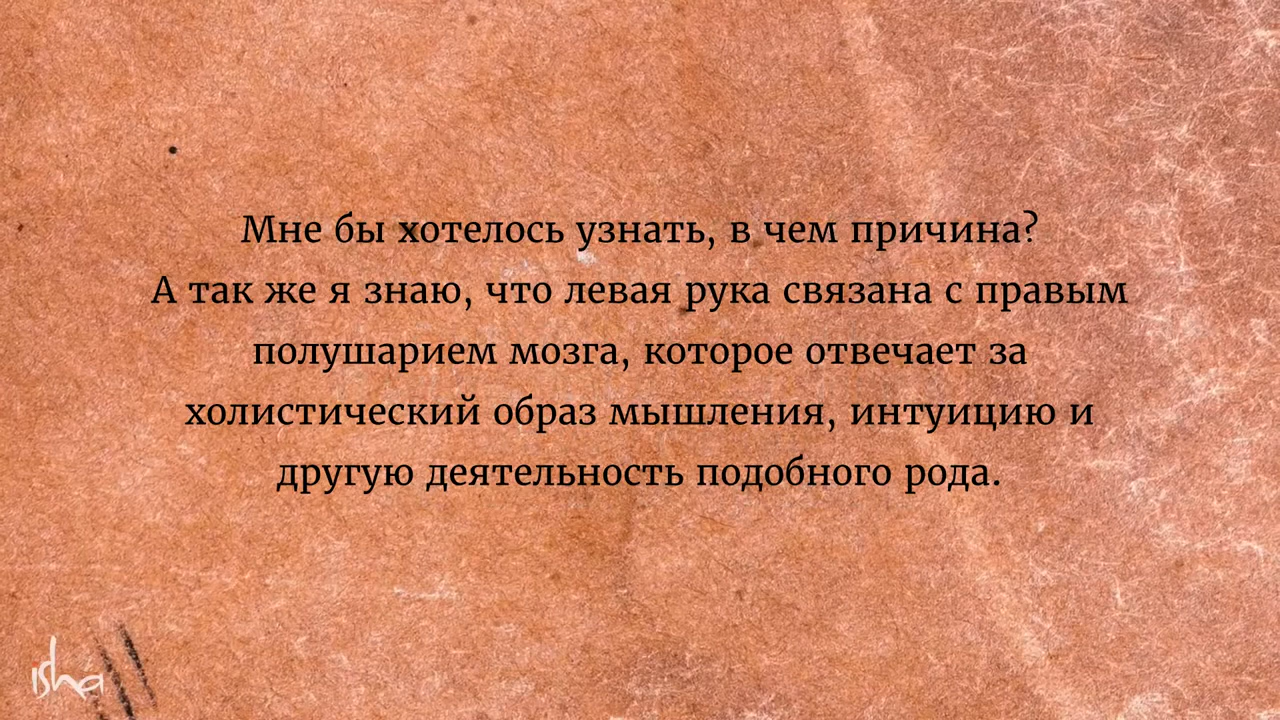 Мне бы хотелось узнать, в чем причина?
А так же я знаю, что левая рука связана с правым
полушарием мозга, которое отвечает за
холистический образ мышления, интуицию и
другую деятельность подобного рода.
isha